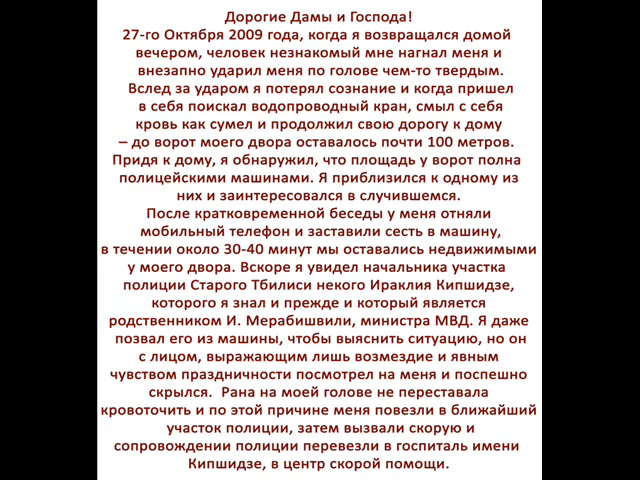 Дорогие Дамы и Господа!
27-го Октября 2009 года, когда я возвращался домой
вечером, человек незнакомый мне нагнал меня и
внезапно ударил меня по голове чем-то твердым.
Вслед за ударом я потерял сознание и когда пришел
в себя поискал водопроводный кран, смыл с себя
кровь как сумел и продолжил свою дорогу к дому
– до ворот моего двора оставалось почти 100 метров.
Придя к дому, я обнаружил, что площадь у ворот полна
полицейскими машинами. Я приблизился к одному из
них и заинтересовался в случившемся.
После кратковременной беседы у меня отняли
мобильный телефон и заставили сесть в машину,
в течении около 30-40 минут мы оставались недвижимыми
у моего двора. Вскоре я увидел начальника участка
полиции Старого Тбилиси некого Ираклия Кипшидзе,
которого я знал и прежде и который является
родственником И. Мерабишвили, министра МВД. Я даже
позвал его из машины, чтобы выяснить ситуацию, но он
с лицом, выражающим лишь возмездие и явным
чувством праздничности посмотрел на меня и поспешно
скрылся. Рана на моей голове не переставала
кровоточить и по этой причине меня повезли в ближайший
участок полиции, затем вызвали скорую и
сопровождении полиции перевезли в госпиталь имени
Кипшидзе, в центр скорой помощи.